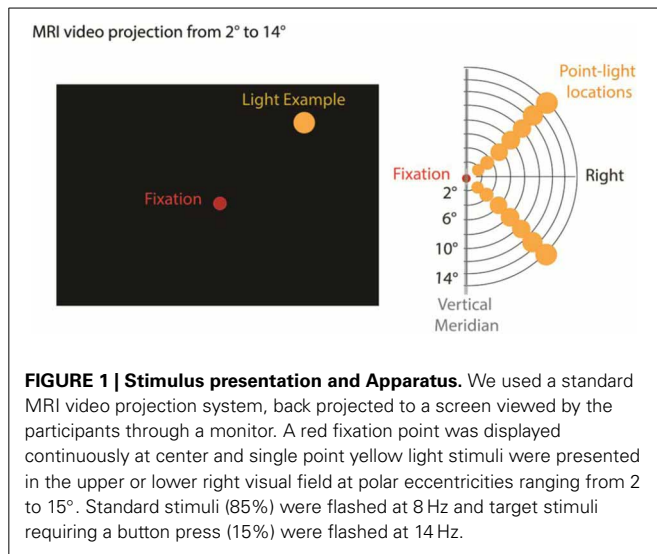 MRI video projection from 2° to 14°
Light Example
Fixation
Point-light
locations
Fixation
Right
2°
6°
10°
14°
Vertical
Meridian
FIGURE 1 | Stimulus presentation and Apparatus. We used a standard
MRI video projection system, back projected to a screen viewed by the
participants through a monitor. A red fixation point was displayed
continuously at center and single point yellow light stimuli were presented
in the upper or lower right visual field at polar eccentricities ranging from 2
to 15°. Standard stimuli (85%) were flashed at 8 Hz and target stimuli
requiring a button press (15%) were flashed at 14 Hz.